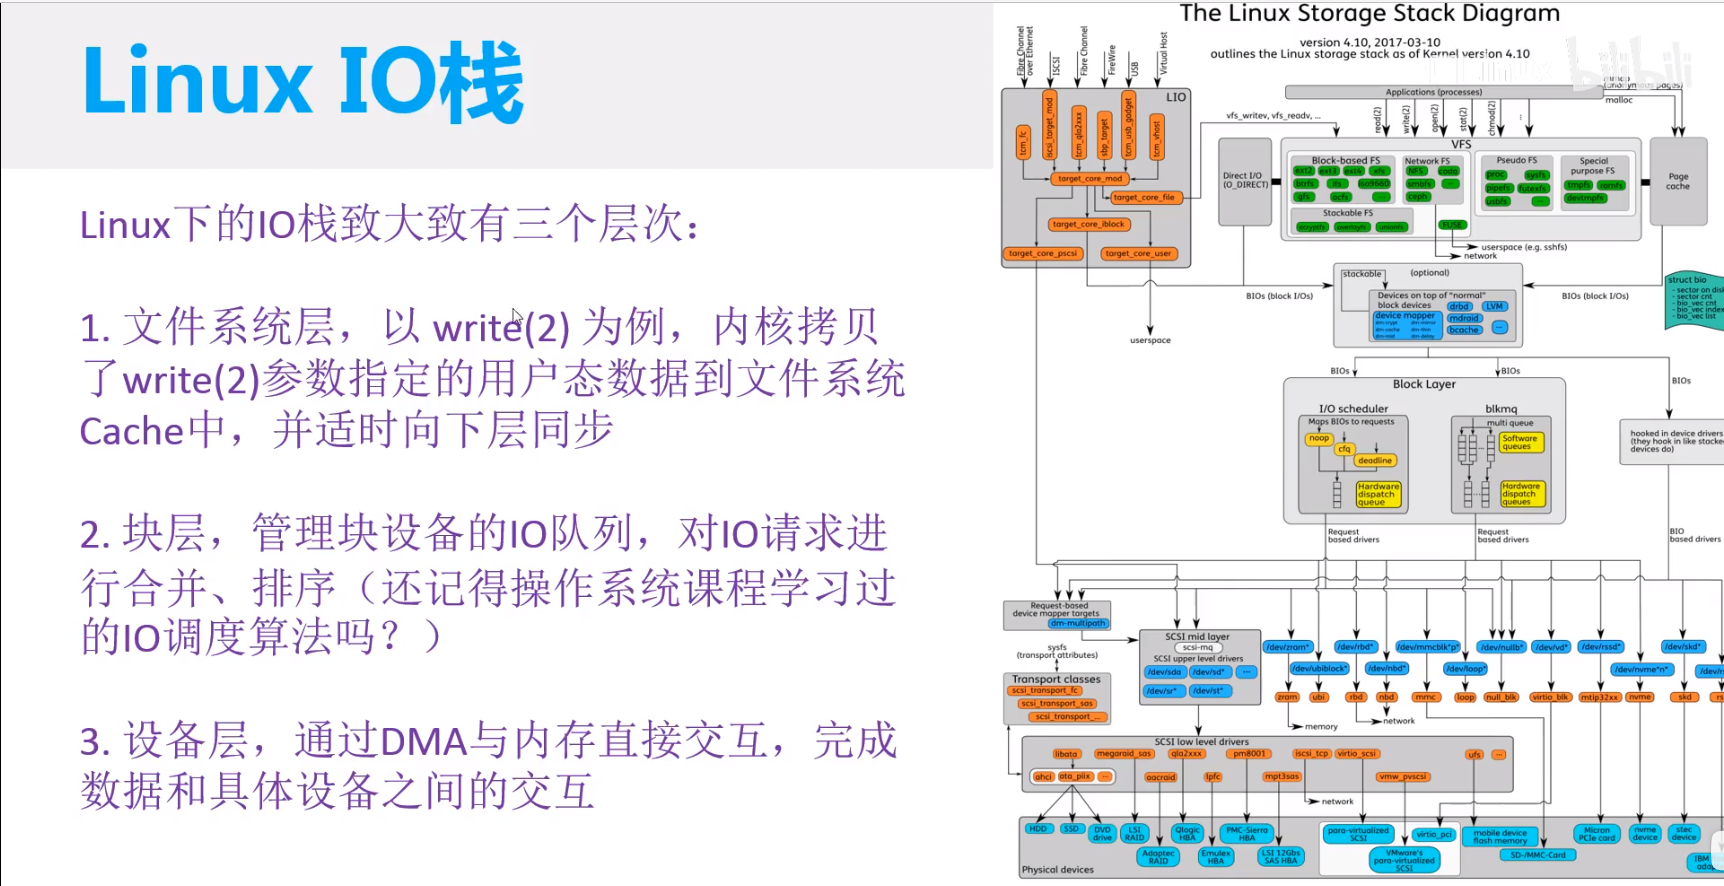 Linux IO栈
Linux下的IO栈致大致有三个层次：
1. 文件系统层，以 write(2) 为例，内核拷贝
了write(2)参数指定的用户态数据到文件系统
Cache中，并适时向下层同步
2. 块层，管理块设备的IO队列，对IO请求进
行合并、排序（还记得操作系统课程学习过
的IO调度算法吗？）
3. 设备层，通过DMA与内存直接交互，完成
数据和具体设备之间的交互
The Linux Storage Stack Diagram
version 4.10, 2017-03-10
outlines the Linux storage stack as of Kernel version 4.10
bilibili
Fibre Channel
over Ethernet
ISCSI
Fibre Channel
FireWire
USB
Virtual Host
LIO
tcm_fc
iscsi_target_mod
tcm_qla2xxx
sbp_target
tcm_usb_gadget
tcm_vhost
target_core_mod
target_core_file
target_core_iblock
target_core_pscsi
target_core_user
vfs_writev, vfs_readv, ...
Applications (processes)
malloc
read(2)
write(2)
open(2)
stat(2)
chmod(2)
...
VFS
Direct I/O
(O_DIRECT)
Page
cache
Block-based FS
ext2 ext3 ext4 xfs
btrfs ifs iso9660
gfs ocfs ...
Network FS
NFS coda
smbfs ...
ceph
Pseudo FS
proc sysfs
pipefs futexfs
usbfs ...
Special
purpose FS
tmpfs ramfs
devtmpfs
Stackable FS
ecryptfs overlayfs unionfs
FUSE
userspace (e.g. sshfs)
network
userspace
stackable
(optional)
BIOs (block I/Os)
BIOs (block I/Os)
Devices on top of "normal"
block devices
drbd LVM
device mapper
mdraid
bcache ...
dm-crypt dm-mirror
dm-cache dm-thin
dm-raid dm-delay
struct bio
- sector on disk
- sector cnt
- bio_vec cnt
- bio_vec index
- bio_vec list
BIOs
BIOs
BIOs
Block Layer
I/O scheduler
Maps BIOs to requests
noop
cfq
deadline
Hardware
dispatch
queue
blkmq
multi queue
Software
queues
Hardware
dispatch
queues
hooked in device drivers
(they hook in like stacked
devices do)
Request
based drivers
Request
based drivers
BIO
based drivers
Request-based
device mapper targets
dm-multipath
sysfs
(transport attributes)
Transport classes
scsi_transport_fc
scsi_transport_sas
scsi_transport_...
SCSI mid layer
scsi-mq
SCSI upper level drivers
/dev/sda /dev/sd* ...
/dev/sr* /dev/st*
/dev/zram* /dev/rbd* /dev/mmcblk*p* /dev/nullb* /dev/vd* /dev/rssd* /dev/skd*
/dev/ubiblock* /dev/nbd* /dev/loop* /dev/nvme*n*
zram ubi rbd nbd mmc loop null_blk virtio_blk mtip32xx nvme skd
memory
network
SCSI low level drivers
libata megaraid_sas qla2xxx pm8001 iscsi_tcp virtio_scsi ufs ...
ahci ata_piix ... aacraid lpfc mpt3sas vmw_pvscsi
network
HDD SSD
DVD
drive
LSI
RAID
Adaptec
RAID
Qlogic
HBA
Emulex
HBA
PMC-Sierra
HBA
LSI 12Gbs
SAS HBA
para-virtualized
SCSI
VMware's
para-virtualized
SCSI
virtio_pci
mobile device
flash memory
SD-/MMC-Card
Micron
PCIe card
nvme
device
stec
device
IBM
Physical devices